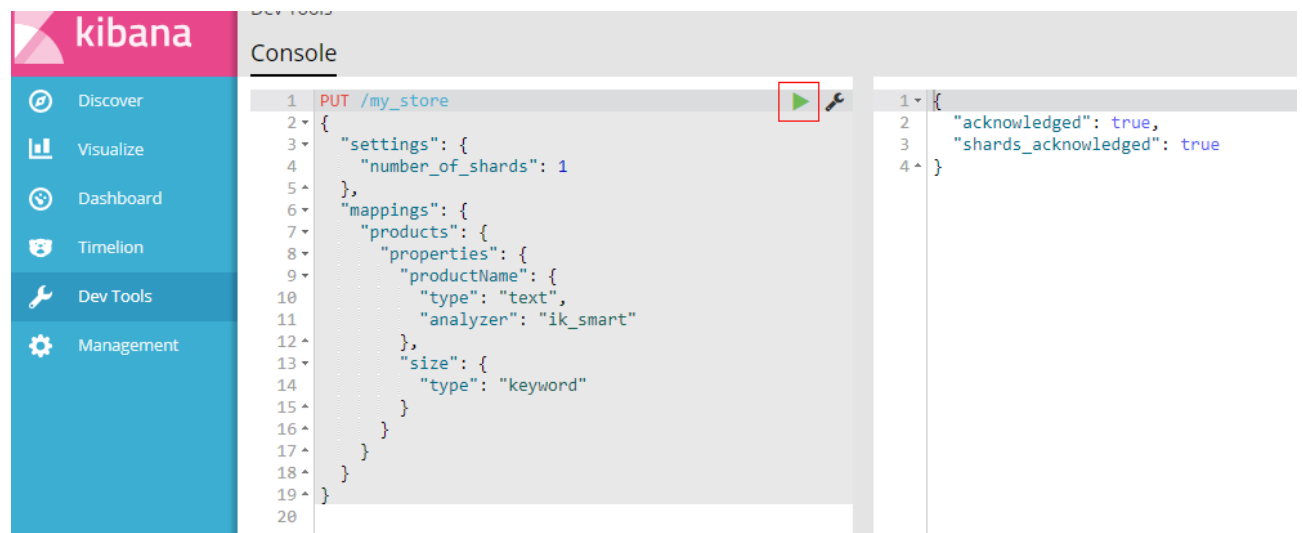 kibana
Discover
Visualize
Dashboard
Timelion
Dev Tools
Management
Dev Tools
Console
1 PUT /my_store
2 {
3 "settings": {
4 "number_of_shards": 1
5 },
6 "mappings": {
7 "products": {
8 "properties": {
9 "productName": {
10 "type": "text",
11 "analyzer": "ik_smart"
12 },
13 "size": {
14 "type": "keyword"
15 }
16 }
17 }
18 }
19 }
20
1 {
2 "acknowledged": true,
3 "shards_acknowledged": true
4 }